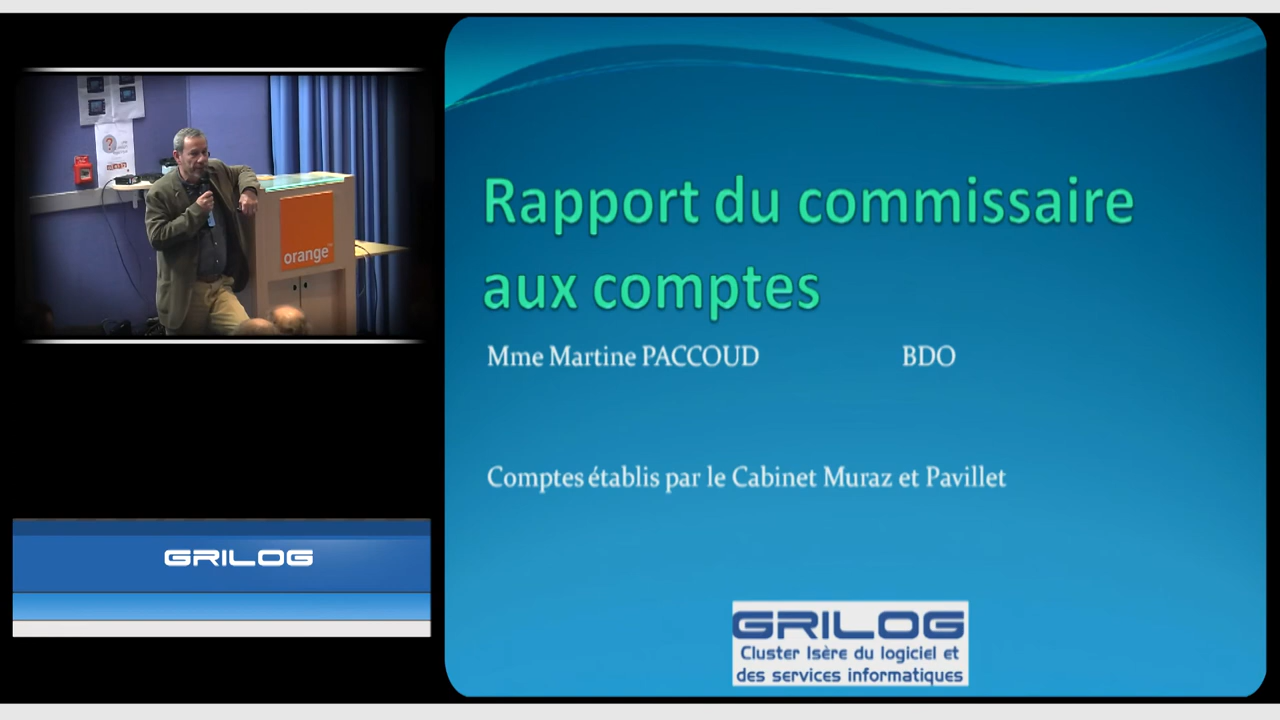 orange
GRILOG
Rapport du commissaire
aux comptes
Mme Martine PACCOUD BDO
Comptes établis par le Cabinet Muraz et Pavillet
GRILOG
Cluster Isère du logiciel et
des services informatiques